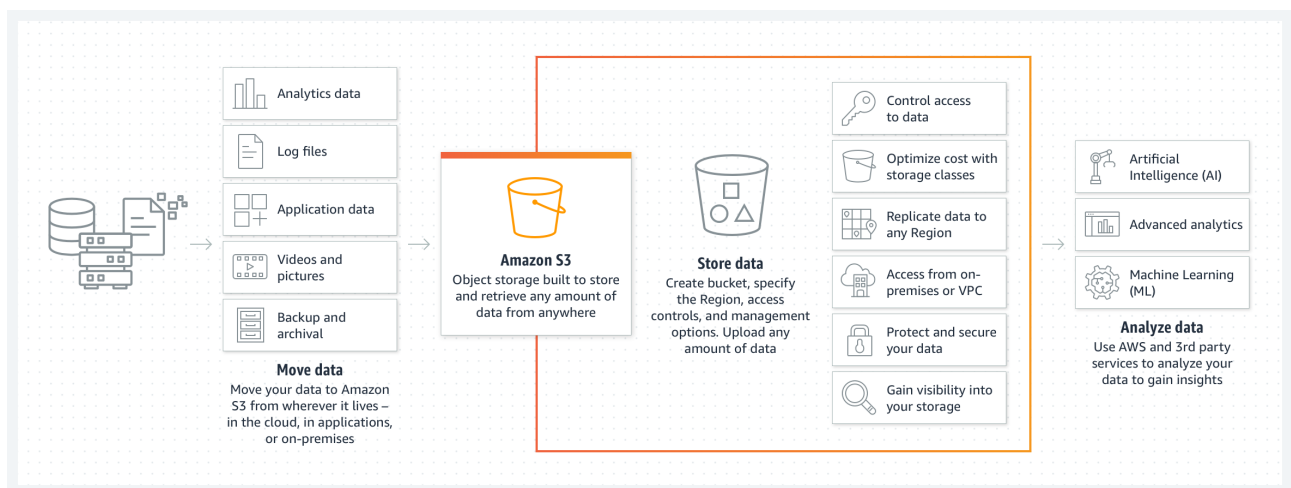 Analytics data
Log files
Application data
Videos and
pictures
Backup and
archival
Move data
Move your data to Amazon
S3 from wherever it lives –
in the cloud, in applications,
or on-premises
Amazon S3
Object storage built to store
and retrieve any amount of
data from anywhere
Store data
Create bucket, specify
the Region, access
controls, and management
options. Upload any
amount of data
Control access
to data
Optimize cost with
storage classes
Replicate data to
any Region
Access from on-
premises or VPC
Protect and secure
your data
Gain visibility into
your storage
Artificial
Intelligence (AI)
Advanced analytics
Machine Learning
(ML)
Analyze data
Use AWS and 3rd party
services to analyze your
data to gain insights